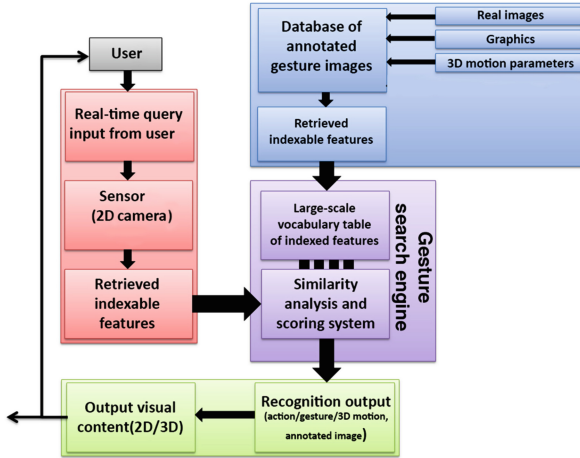 User
Real-time query
input from user
Sensor
(2D camera)
Retrieved
indexable
features
Database of
annotated
gesture images
Real images
Graphics
3D motion parameters
Retrieved
indexable features
Large-scale
vocabulary table
of indexed features
Similarity
analysis and
scoring system
Gesture
search engine
Recognition output
(action/gesture/3D motion,
annotated image)
Output visual
content(2D/3D)